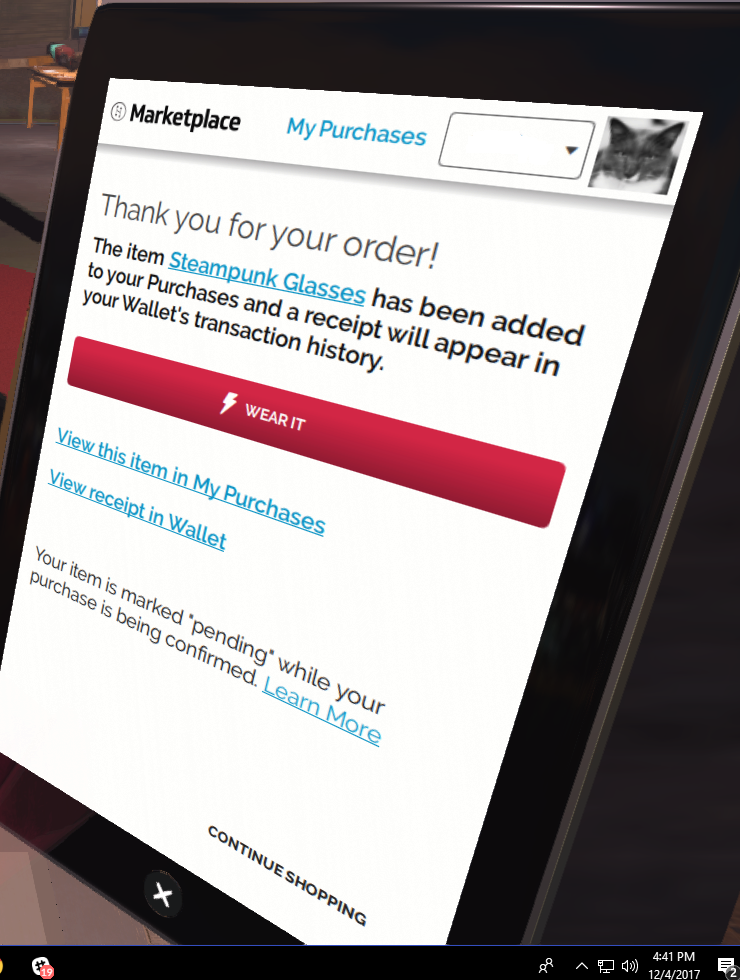 Marketplace
My Purchases
Thank you for your order!
The item Steampunk Glasses has been added
to your Purchases and a receipt will appear in
your Wallet's transaction history.
WEAR IT
View this item in My Purchases
View receipt in Wallet
Your item is marked "pending" while your
purchase is being confirmed. Learn More
CONTINUE SHOPPING
19
4:41 PM
12/4/2017
2